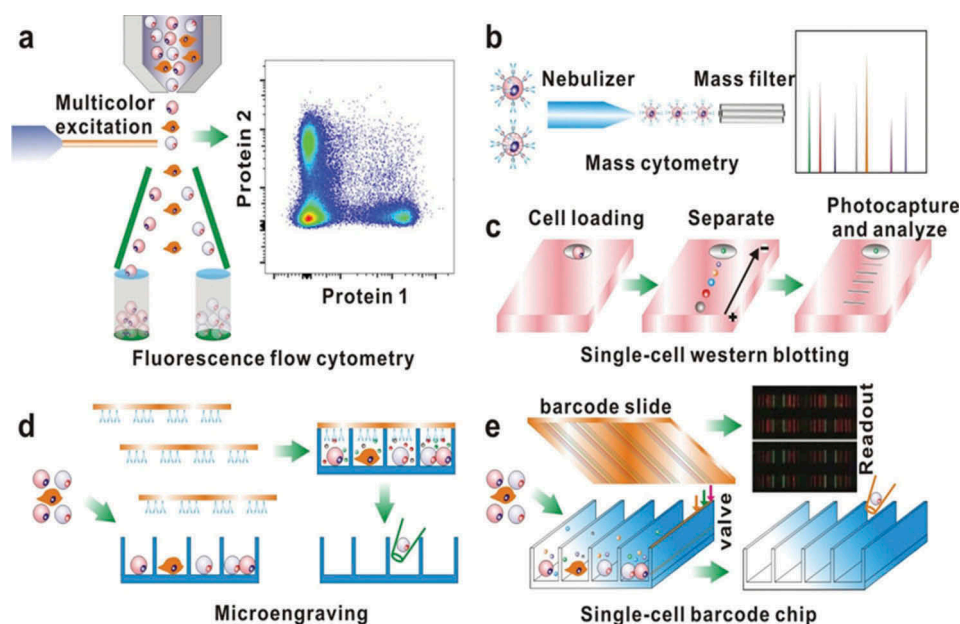 a
Multicolor
excitation
Protein 2
Protein 1
Fluorescence flow cytometry
b
Nebulizer
Mass filter
Mass cytometry
c
Cell loading
Separate
Photocapture
and analyze
−
+
Single-cell western blotting
d
Microengraving
e
barcode slide
Readout
valve
Single-cell barcode chip